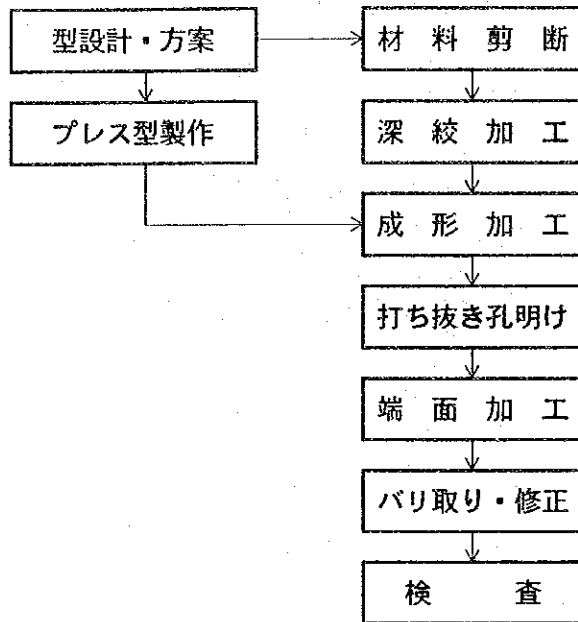 型設計・方案
プレス型製作
材料剪断
深絞加工
成形加工
打ち抜き孔明け
端面加工
バリ取り・修正
検査